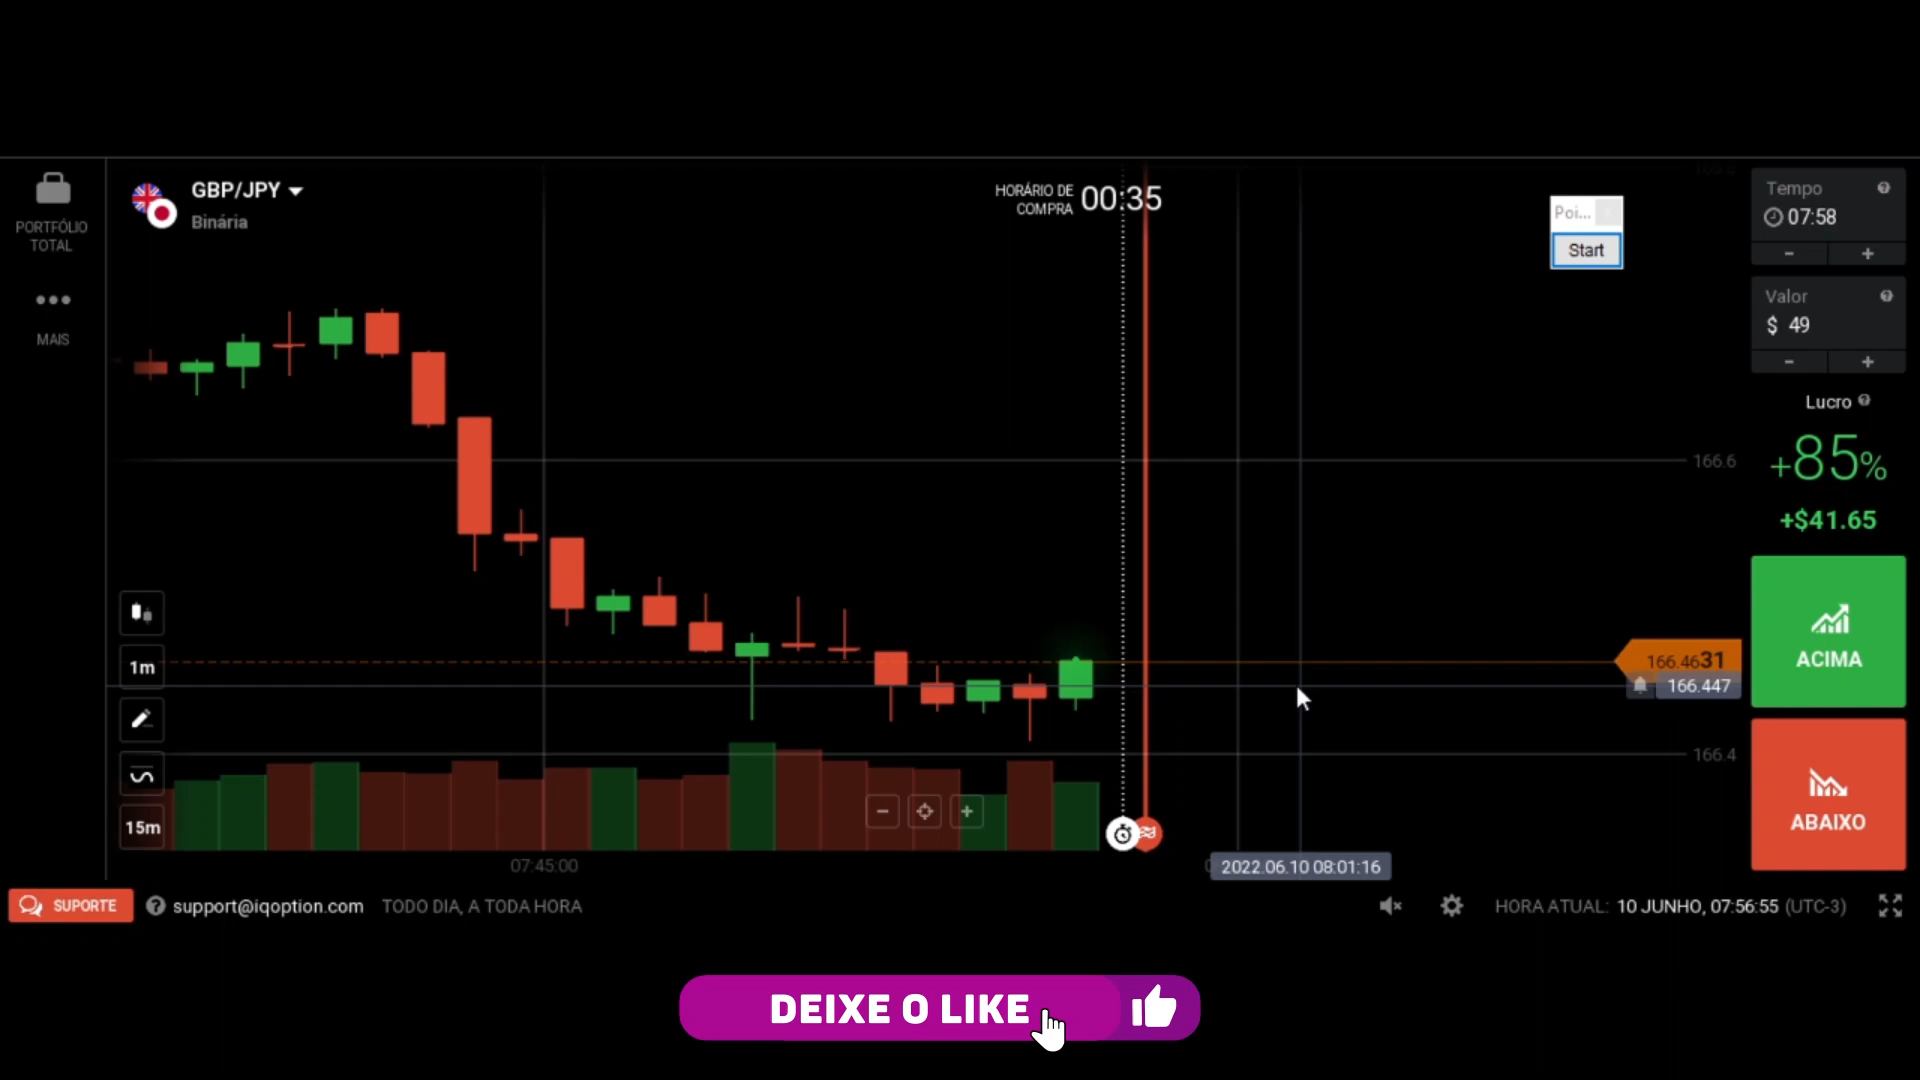 PORTFÓLIO
TOTAL
MAIS
GBP/JPY
Binária
HORÁRIO DE
COMPRA
00:35
Poi...
Start
Tempo
07:58
- +
Valor
$ 49
- +
Lucro
+85%
+$41.65
ACIMA
ABAIXO
166.6
166.4631
166.447
166.4
1m
15m
- +
07:45:00
2022.06.10 08:01:16
SUPORTE
support@iqoption.com
TODO DIA, A TODA HORA
HORA ATUAL: 10 JUNHO, 07:56:55 (UTC-3)
DEIXE O LIKE